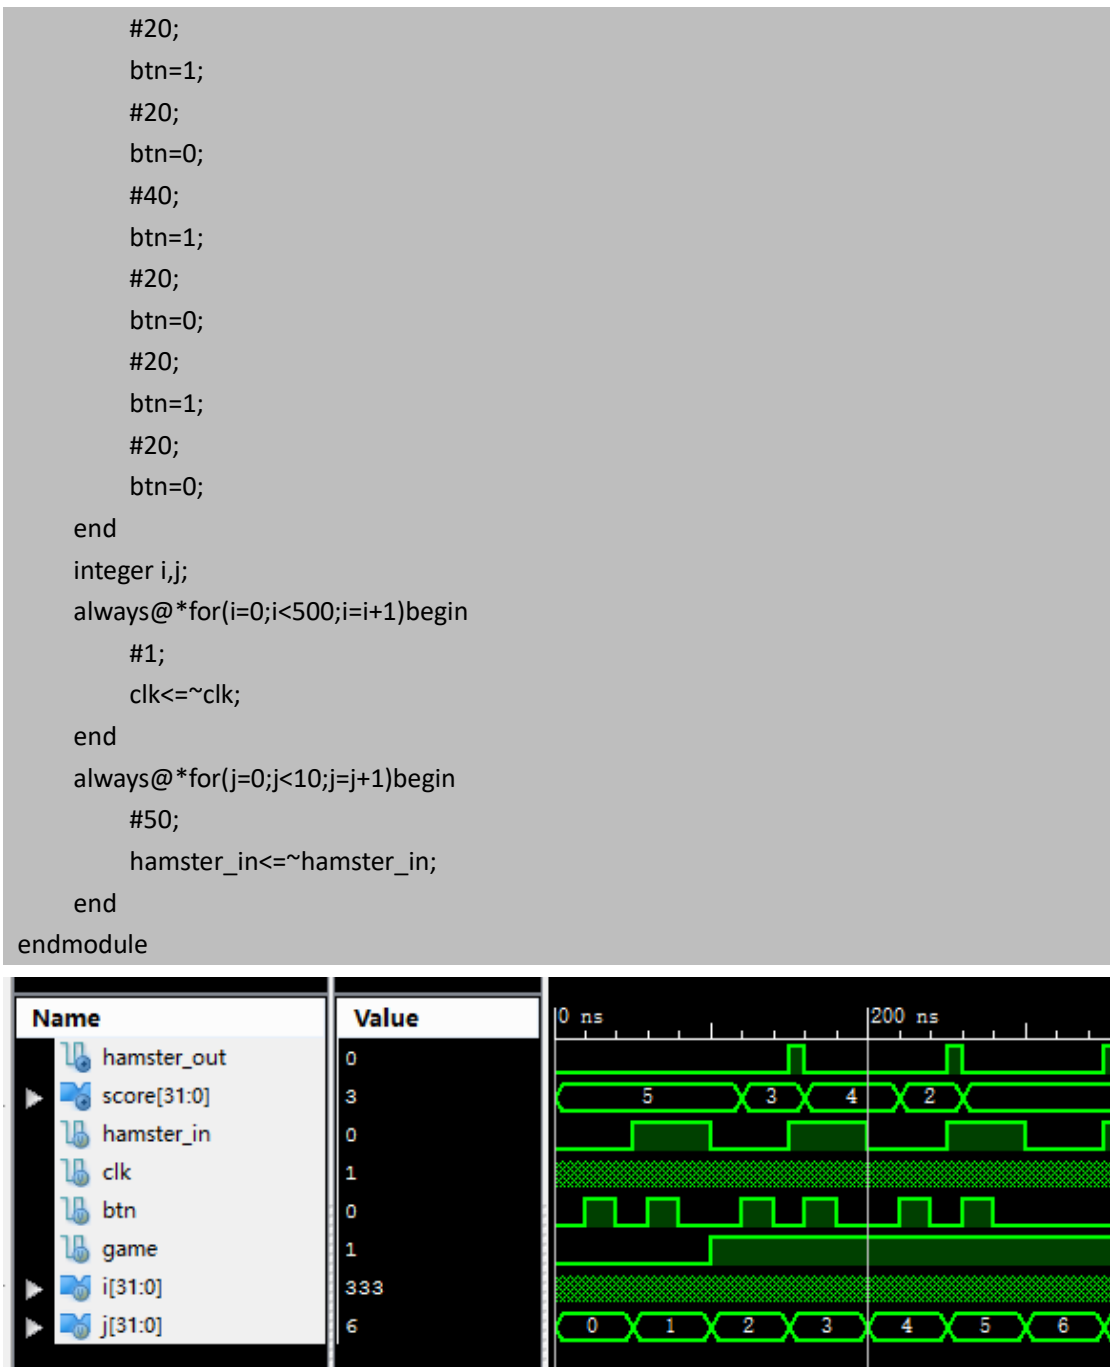 #20;
btn=1;
#20;
btn=0;
#40;
btn=1;
#20;
btn=0;
#20;
btn=1;
#20;
btn=0;
end
integer i,j;
always@*for(i=0;i<500;i=i+1)begin
#1;
clk<=~clk;
end
always@*for(j=0;j<10;j=j+1)begin
#50;
hamster_in<=~hamster_in;
end
endmodule
Name Value 0 ns 200 ns
hamster_out 0
score[31:0] 3 5 3 4 2
hamster_in 0
clk 1
btn 0
game 1
i[31:0] 333
j[31:0] 6 0 1 2 3 4 5 6